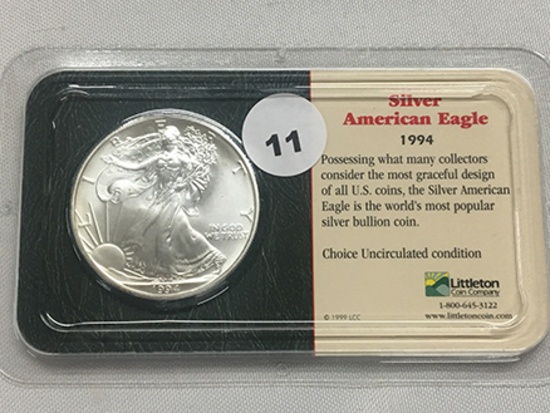 11
LIBERTY
IN GOD
WE TRUST
1994
Silver
American Eagle
1994
Possessing what many collectors
consider the most graceful design
of all U.S. coins, the Silver American
Eagle is the world's most popular
silver bullion coin.
Choice Uncirculated condition
Littleton
Coin Company
1-800-645-3122
© 1999 LCC
www.littletoncoin.com